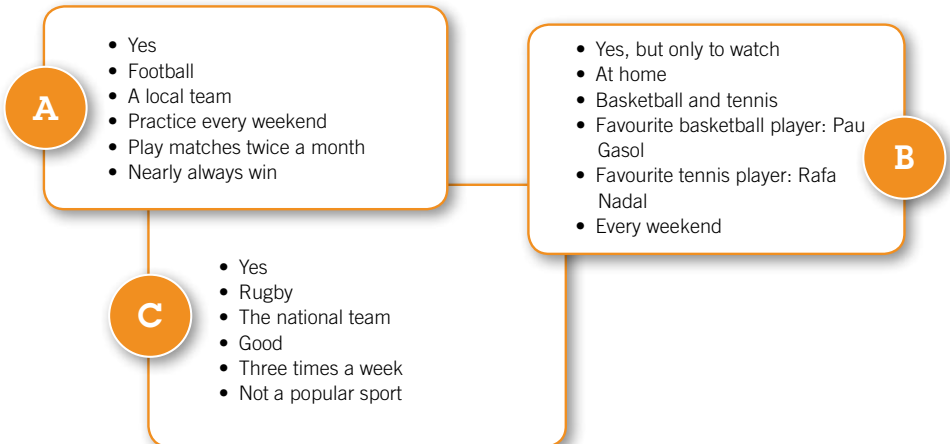 A
• Yes
• Football
• A local team
• Practice every weekend
• Play matches twice a month
• Nearly always win
B
• Yes, but only to watch
• At home
• Basketball and tennis
• Favourite basketball player: Pau
Gasol
• Favourite tennis player: Rafa
Nadal
• Every weekend
C
• Yes
• Rugby
• The national team
• Good
• Three times a week
• Not a popular sport